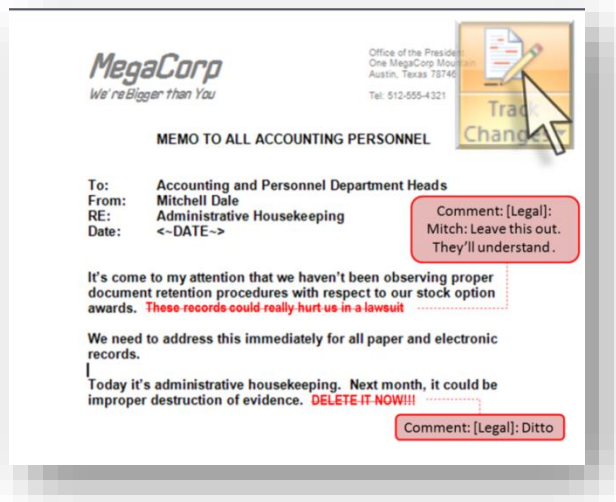 MegaCorp
We're Bigger than You
Office of the President
One MegaCorp Mountain
Austin, Texas 78746
Tel: 512-555-4321
Track
Changes
MEMO TO ALL ACCOUNTING PERSONNEL
To: Accounting and Personnel Department Heads
From: Mitchell Dale
RE: Administrative Housekeeping
Date: <~DATE~>
Comment: [Legal]:
Mitch: Leave this out.
They'll understand.
It's come to my attention that we haven't been observing proper
document retention procedures with respect to our stock option
awards. These records could really hurt us in a lawsuit
We need to address this immediately for all paper and electronic
records.
Today it's administrative housekeeping. Next month, it could be
improper destruction of evidence. DELETE IT NOW!!!
Comment: [Legal]: Ditto